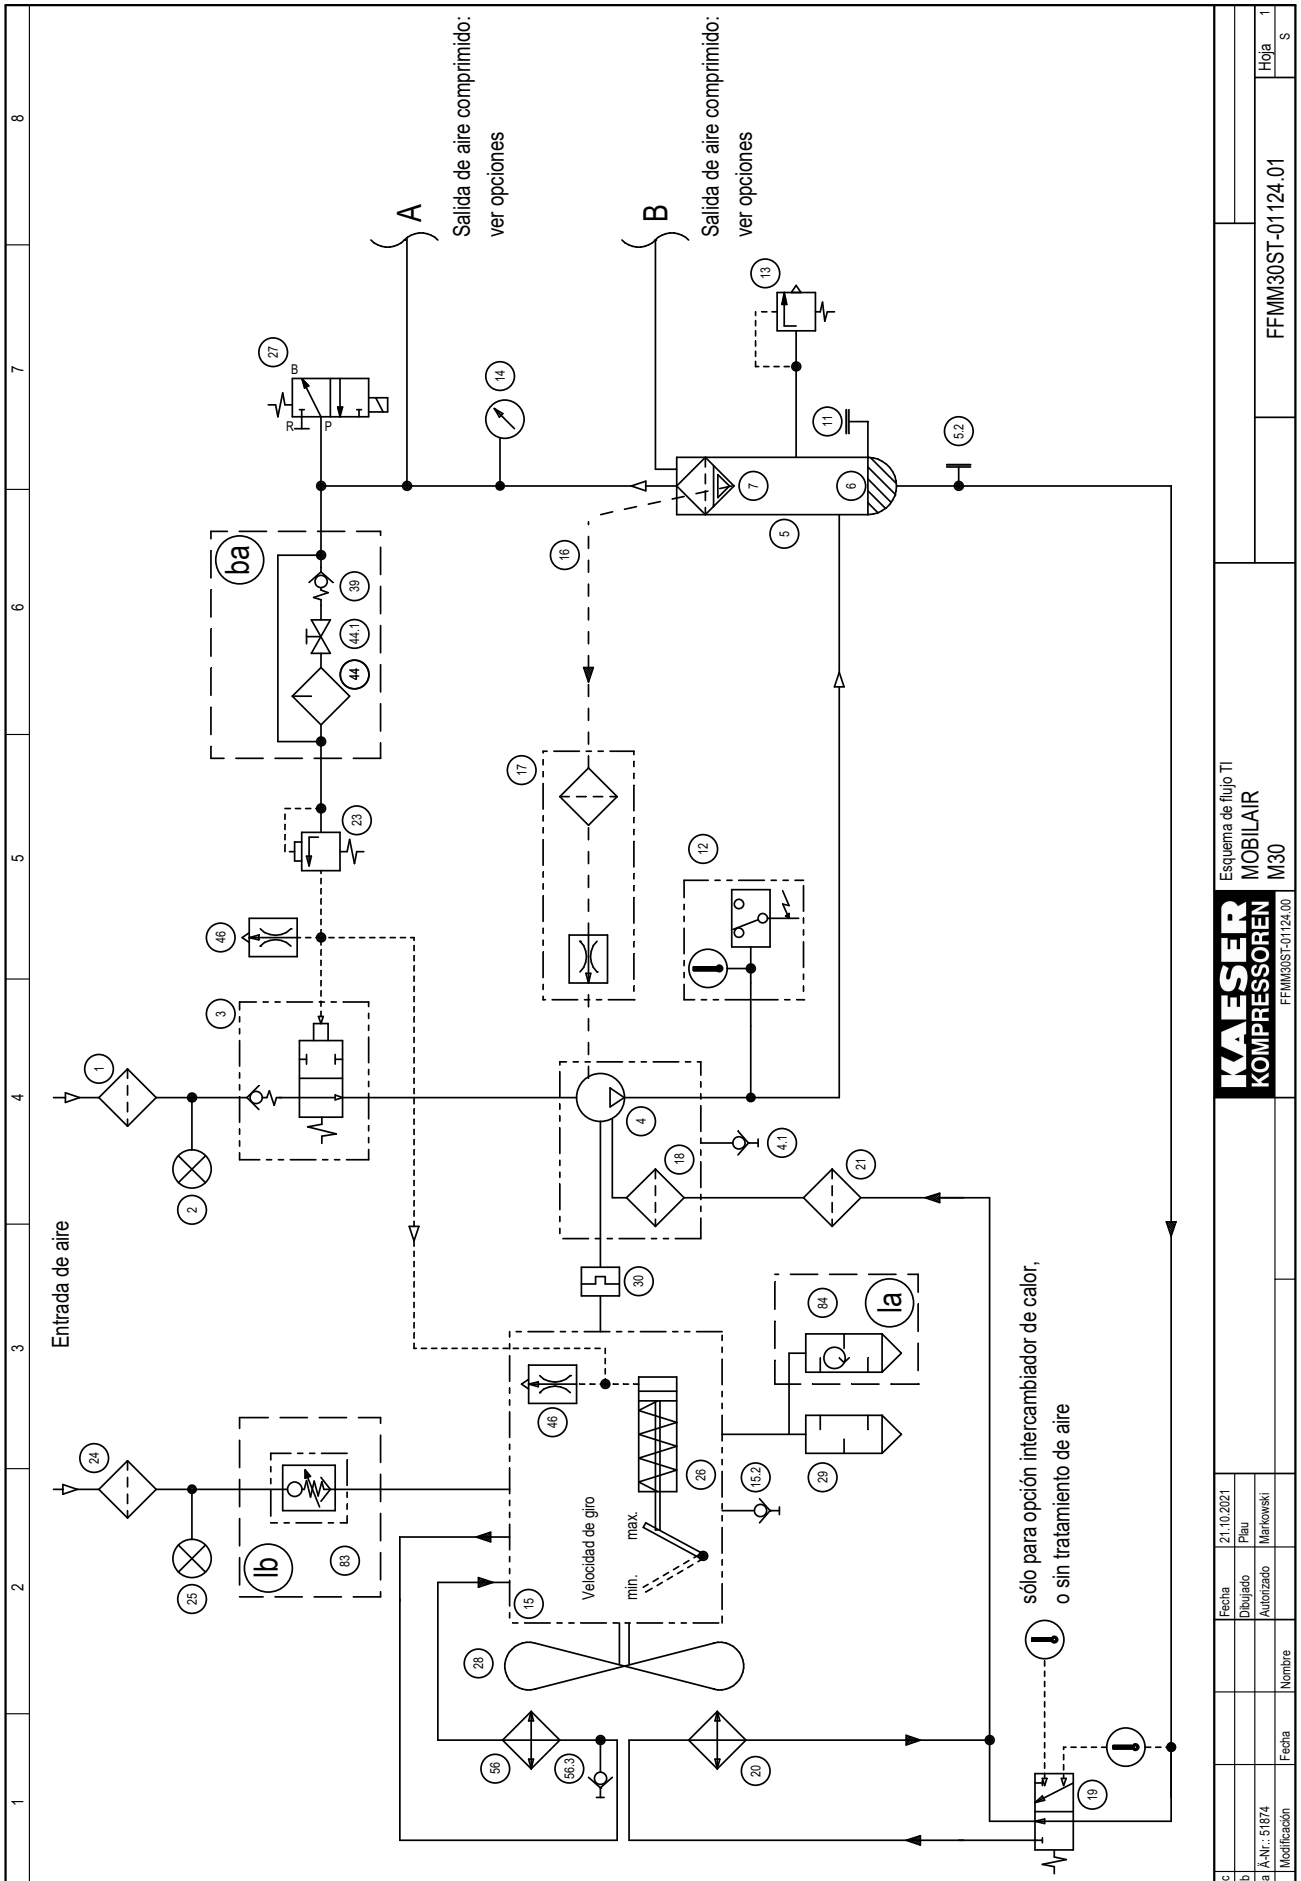 1
2
3
4
5
6
7
8
Entrada de aire
Salida de aire comprimido:
ver opciones
A
Salida de aire comprimido:
ver opciones
B
27
B
R
P
14
13
11
5.2
7
6
5
16
ba
39
44.1
44
23
17
12
46
3
1
2
4
4.1
18
21
30
84
la
29
46
26
15.2
24
25
lb
83
Velocidad de giro
max.
min.
15
28
56
56.3
20
19
sólo para opción intercambiador de calor,
o sin tratamiento de aire
c
b
a
Ä-Nr.: 51874
Modificación
Fecha
Nombre
Fecha
21.10.2021
Dibujado
Plau
Autorizado
Markowski
KAESER
KOMPRESSOREN
FFMM30ST-01124.00
Esquema de flujo TI
MOBILAIR
M30
FFMM30ST-01124.01
Hoja
1
S